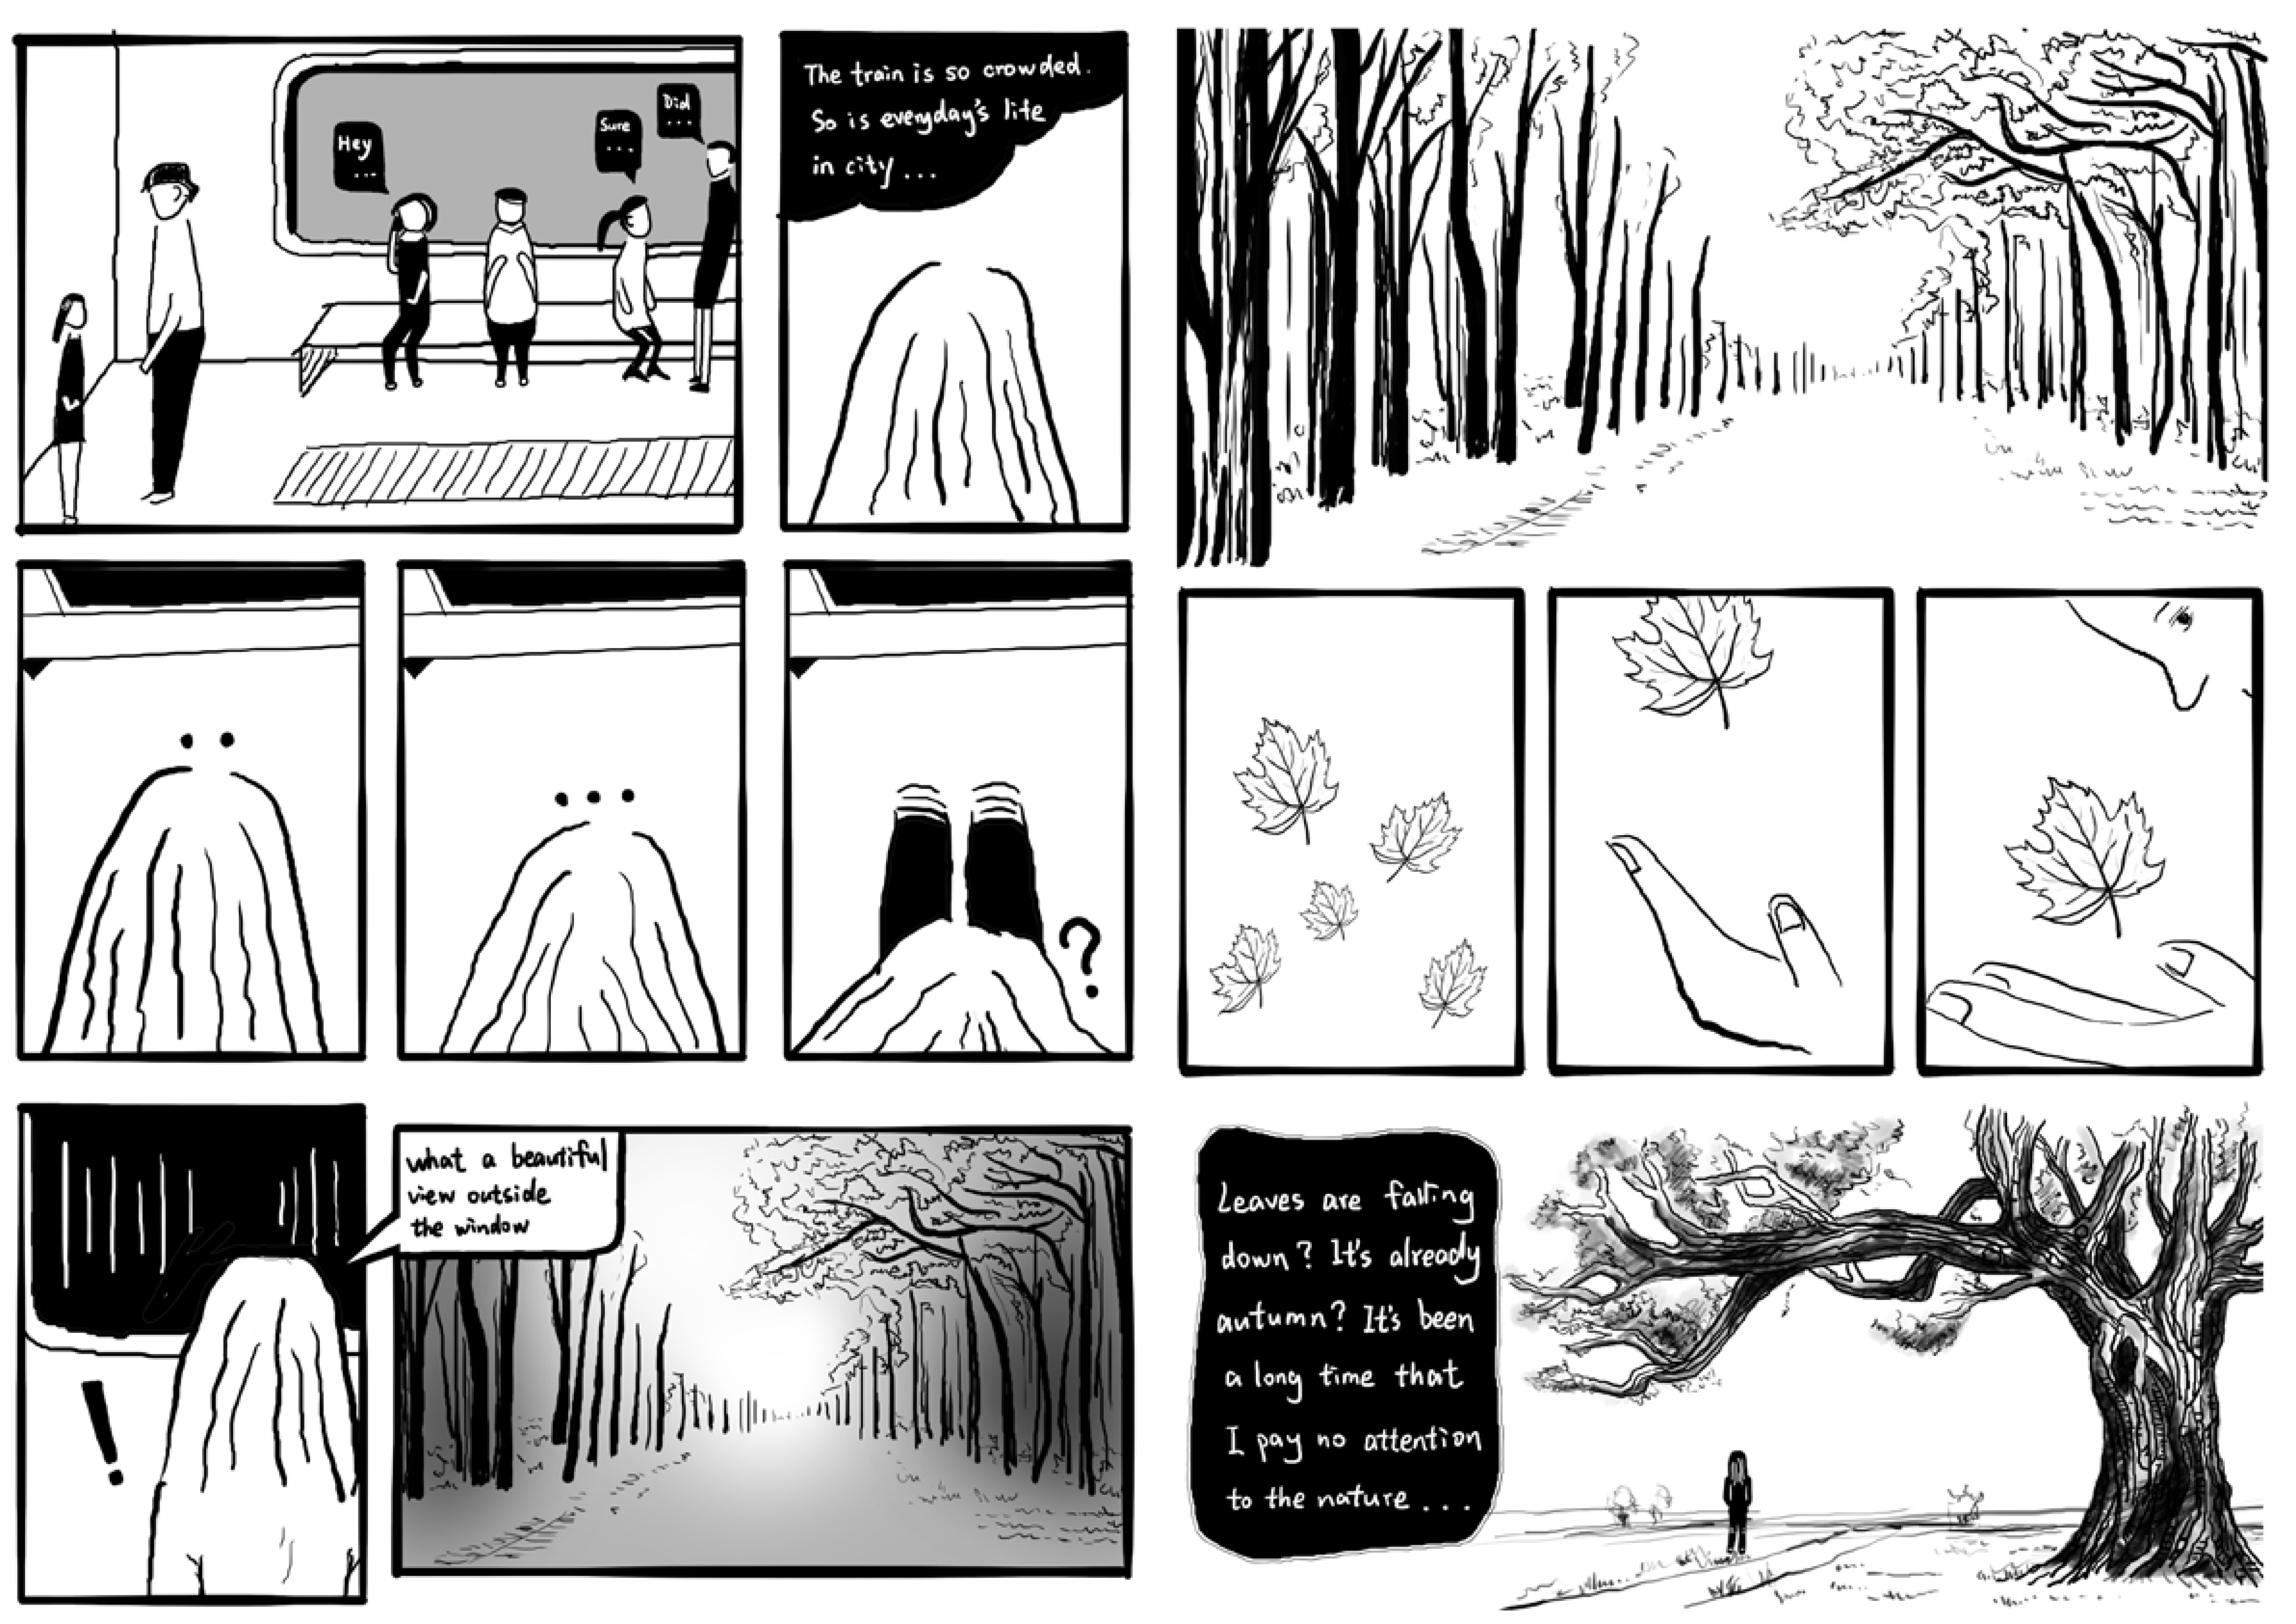 Hey
...
Sure
...
Did
...
The train is so crowded.
So is everyday's life
in city...
...
?
!
what a beautiful
view outside
the window
Leaves are falling
down? It's already
autumn? It's been
a long time that
I pay no attention
to the nature...